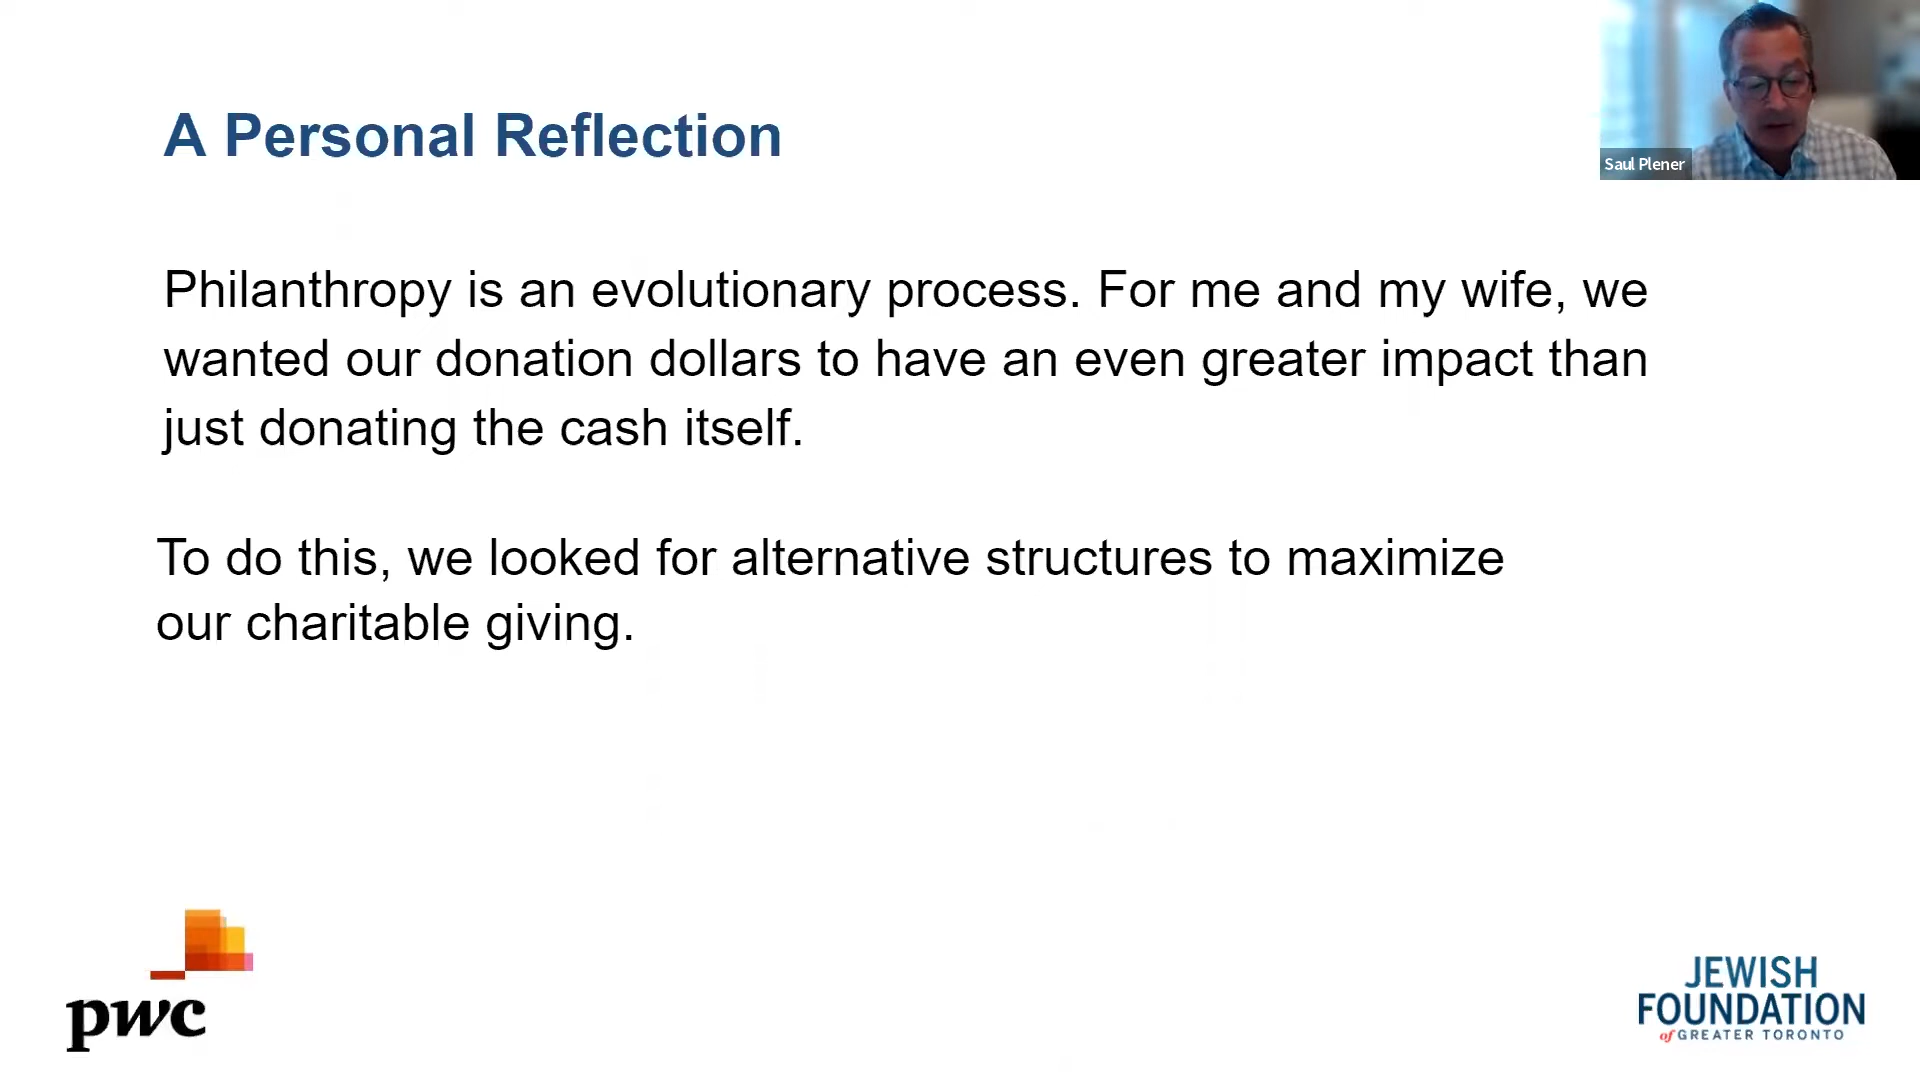 A Personal Reflection
Saul Plener
Philanthropy is an evolutionary process. For me and my wife, we
wanted our donation dollars to have an even greater impact than
just donating the cash itself.
To do this, we looked for alternative structures to maximize
our charitable giving.
pwc
JEWISH
FOUNDATION
of GREATER TORONTO